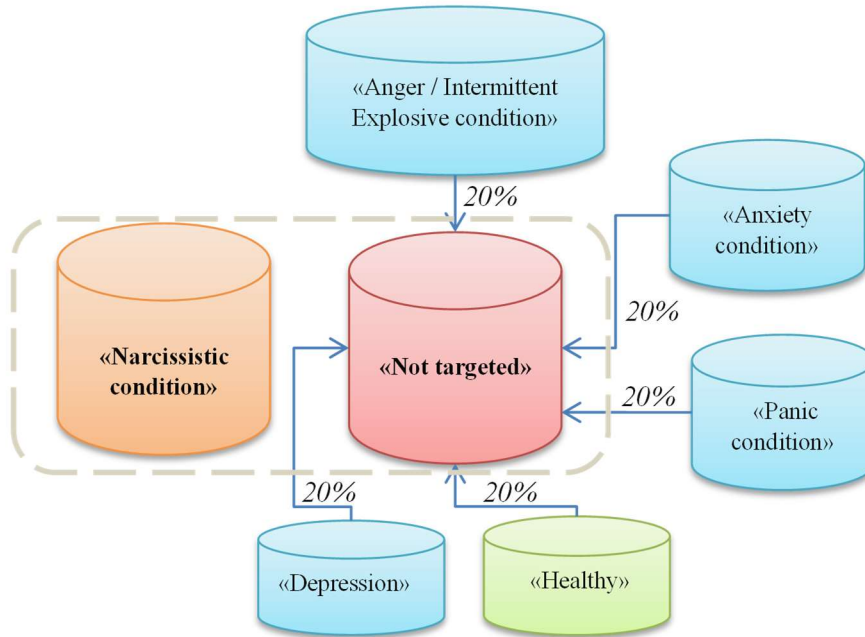 «Anger / Intermittent
Explosive condition»
20%
«Anxiety
condition»
20%
«Narcissistic
condition»
«Not targeted»
20%
«Panic
condition»
20%
20%
«Depression»
«Healthy»